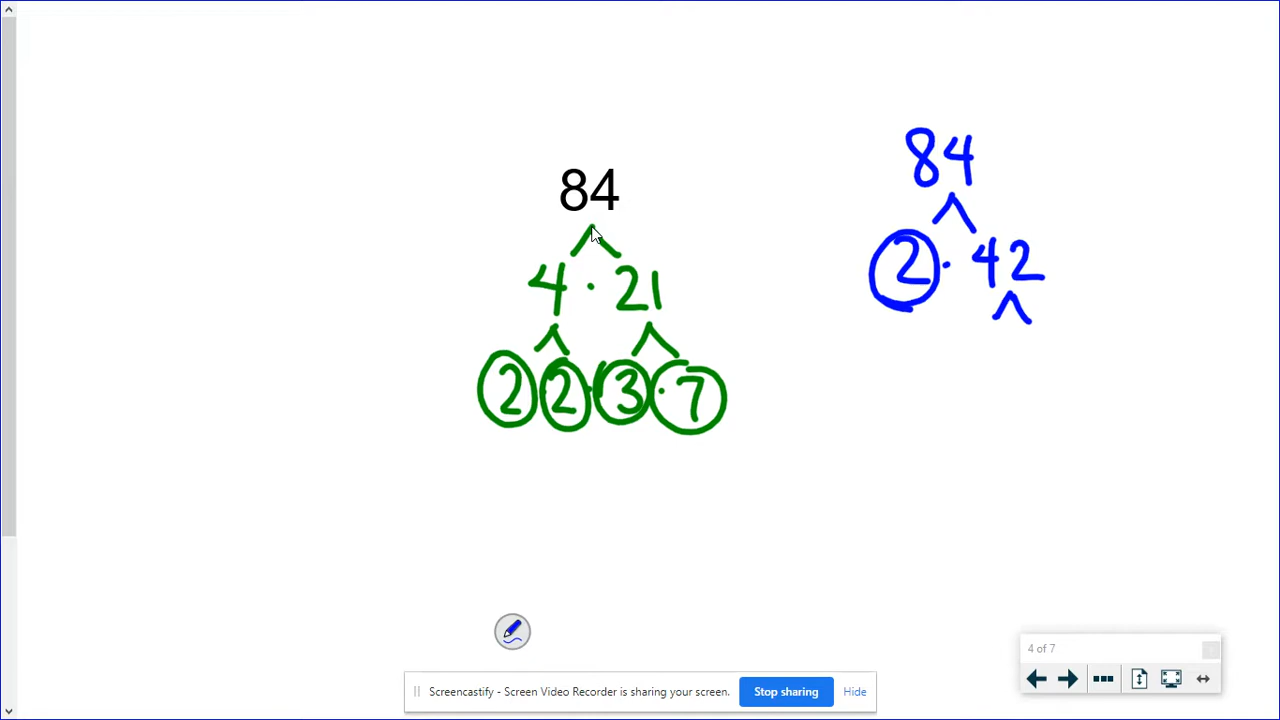 84
4 · 21
2 2 · 3 · 7
84
2 · 42
4 of 7
Screencastify - Screen Video Recorder is sharing your screen. Stop sharing Hide